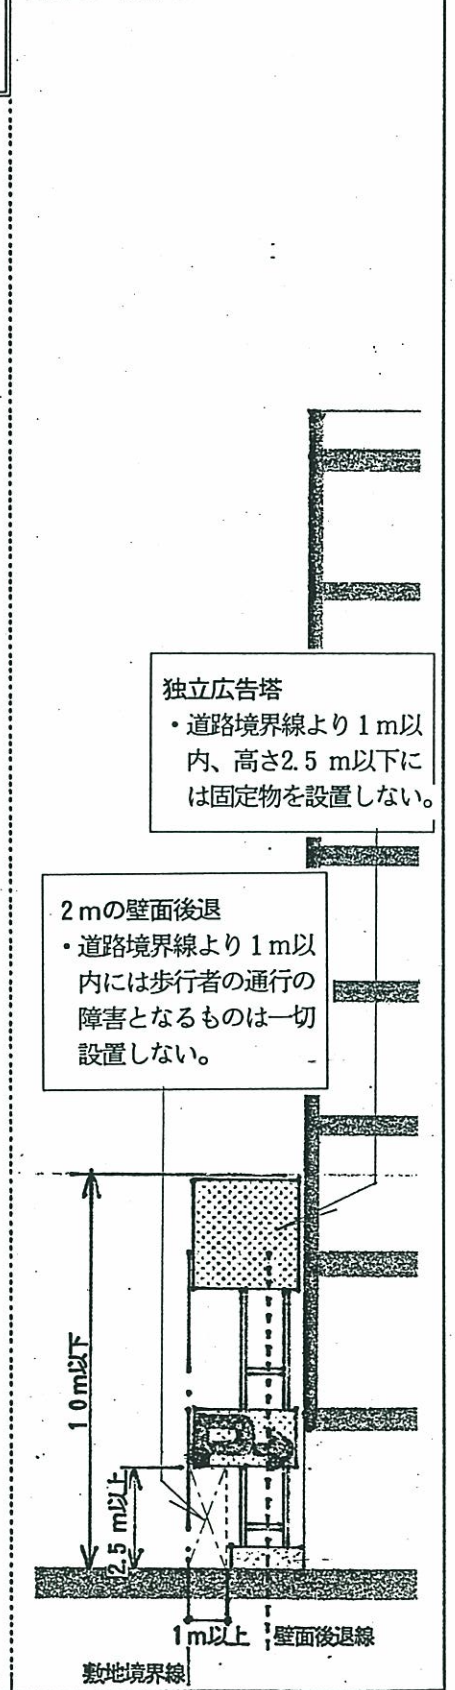 独立広告塔
・道路境界線より1m以
内、高さ2.5 m以下に
は固定物を設置しない。
2mの壁面後退
・道路境界線より1m以
内には歩行者の通行の
障害となるものは一切
設置しない。
10m以下
2.5 m以上
P
1m以上
壁面後退線
敷地境界線